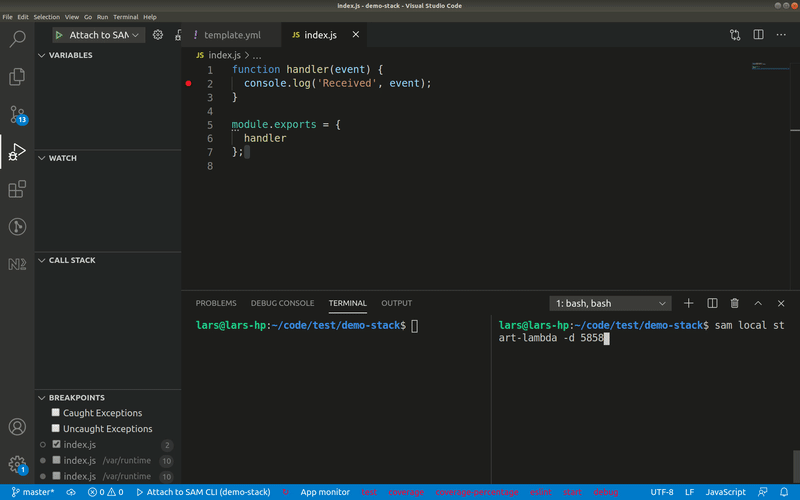 index.js - demo-stack - Visual Studio Code
File Edit Selection View Go Run Terminal Help
Attach to SAM
template.yml
index.js
JS index.js > ...
VARIABLES
WATCH
CALL STACK
BREAKPOINTS
Caught Exceptions
Uncaught Exceptions
index.js 2
index.js /var/runtime 10
index.js /var/runtime 10
13
1
1 function handler(event) {
2 console.log('Received', event);
3 }
4
5 module.exports = {
6 handler
7 };
8
PROBLEMS DEBUG CONSOLE TERMINAL OUTPUT
1: bash, bash
lars@lars-hp:~/code/test/demo-stack$
lars@lars-hp:~/code/test/demo-stack$ sam local st
art-lambda -d 5858
master* 0 0 Attach to SAM CLI (demo-stack) App monitor UTF-8 LF JavaScript